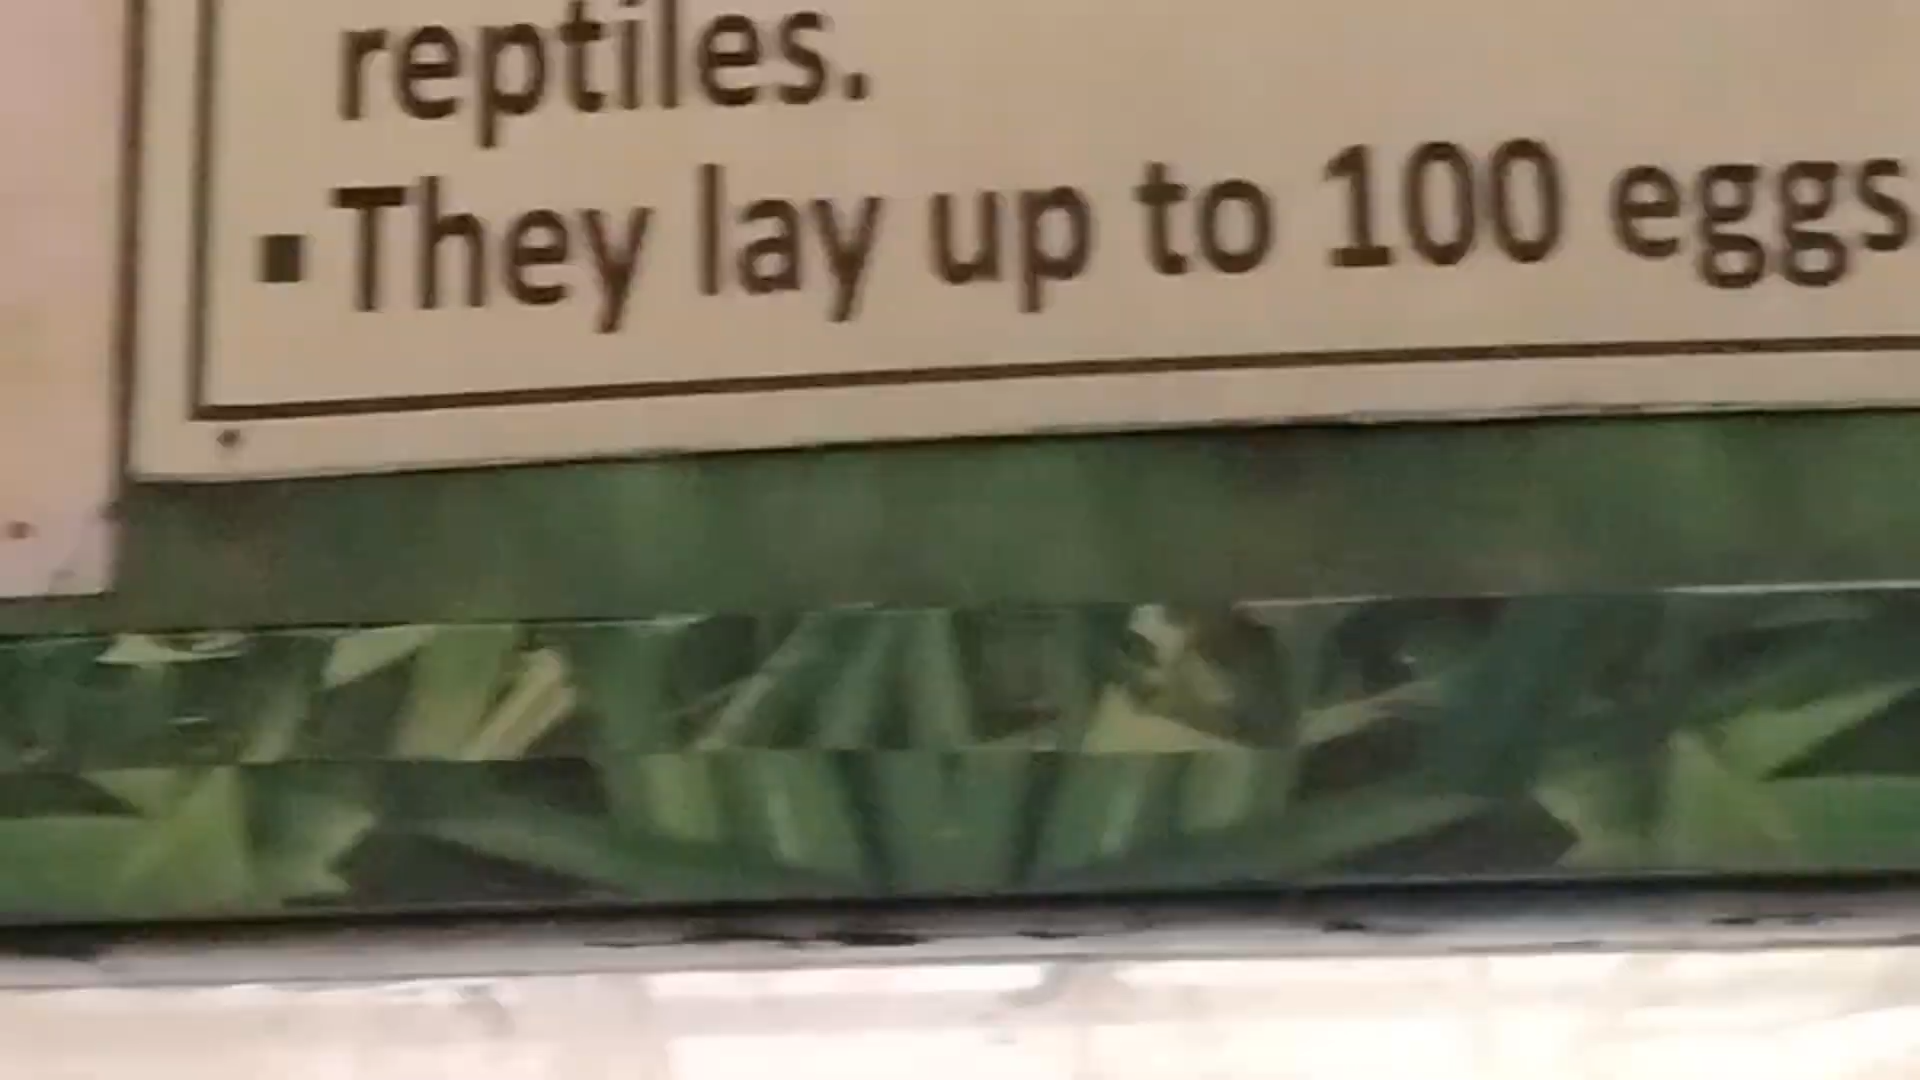 reptiles.
▪ They lay up to 100 eggs